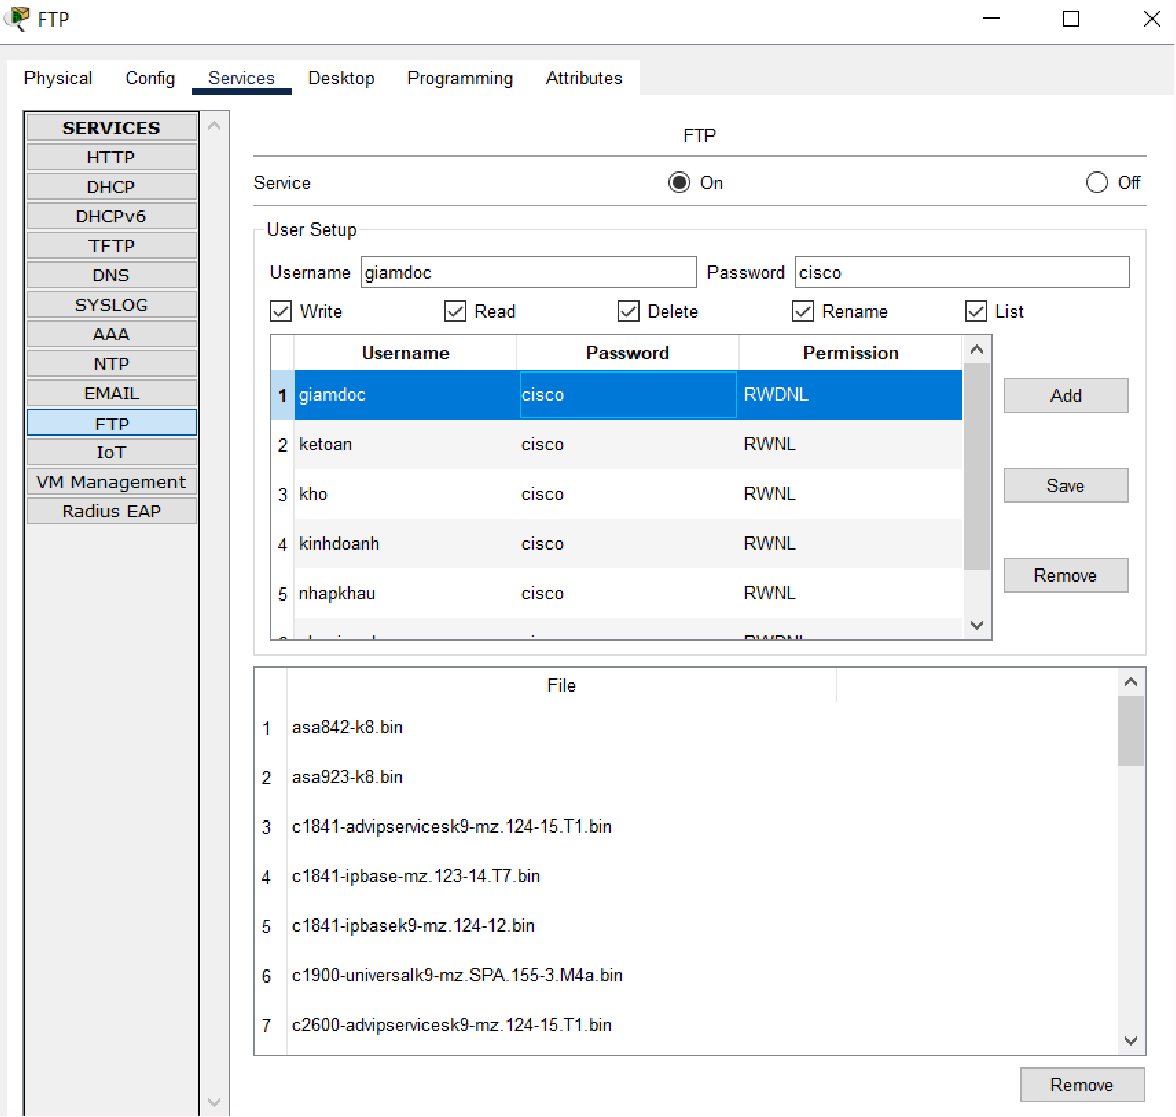 FTP
Physical Config Services Desktop Programming Attributes
SERVICES
HTTP
DHCP
DHCPv6
TFTP
DNS
SYSLOG
AAA
NTP
EMAIL
FTP
IoT
VM Management
Radius EAP
FTP
Service On Off
User Setup
Username giamdoc Password cisco
Write Read Delete Rename List
Username Password Permission
1 giamdoc cisco RWDNL
2 ketoan cisco RWNL
3 kho cisco RWNL
4 kinhdoanh cisco RWNL
5 nhapkhau cisco RWNL
Add
Save
Remove
File
1 asa842-k8.bin
2 asa923-k8.bin
3 c1841-advipservicesk9-mz.124-15.T1.bin
4 c1841-ipbase-mz.123-14.T7.bin
5 c1841-ipbasek9-mz.124-12.bin
6 c1900-universalk9-mz.SPA.155-3.M4a.bin
7 c2600-advipservicesk9-mz.124-15.T1.bin
Remove